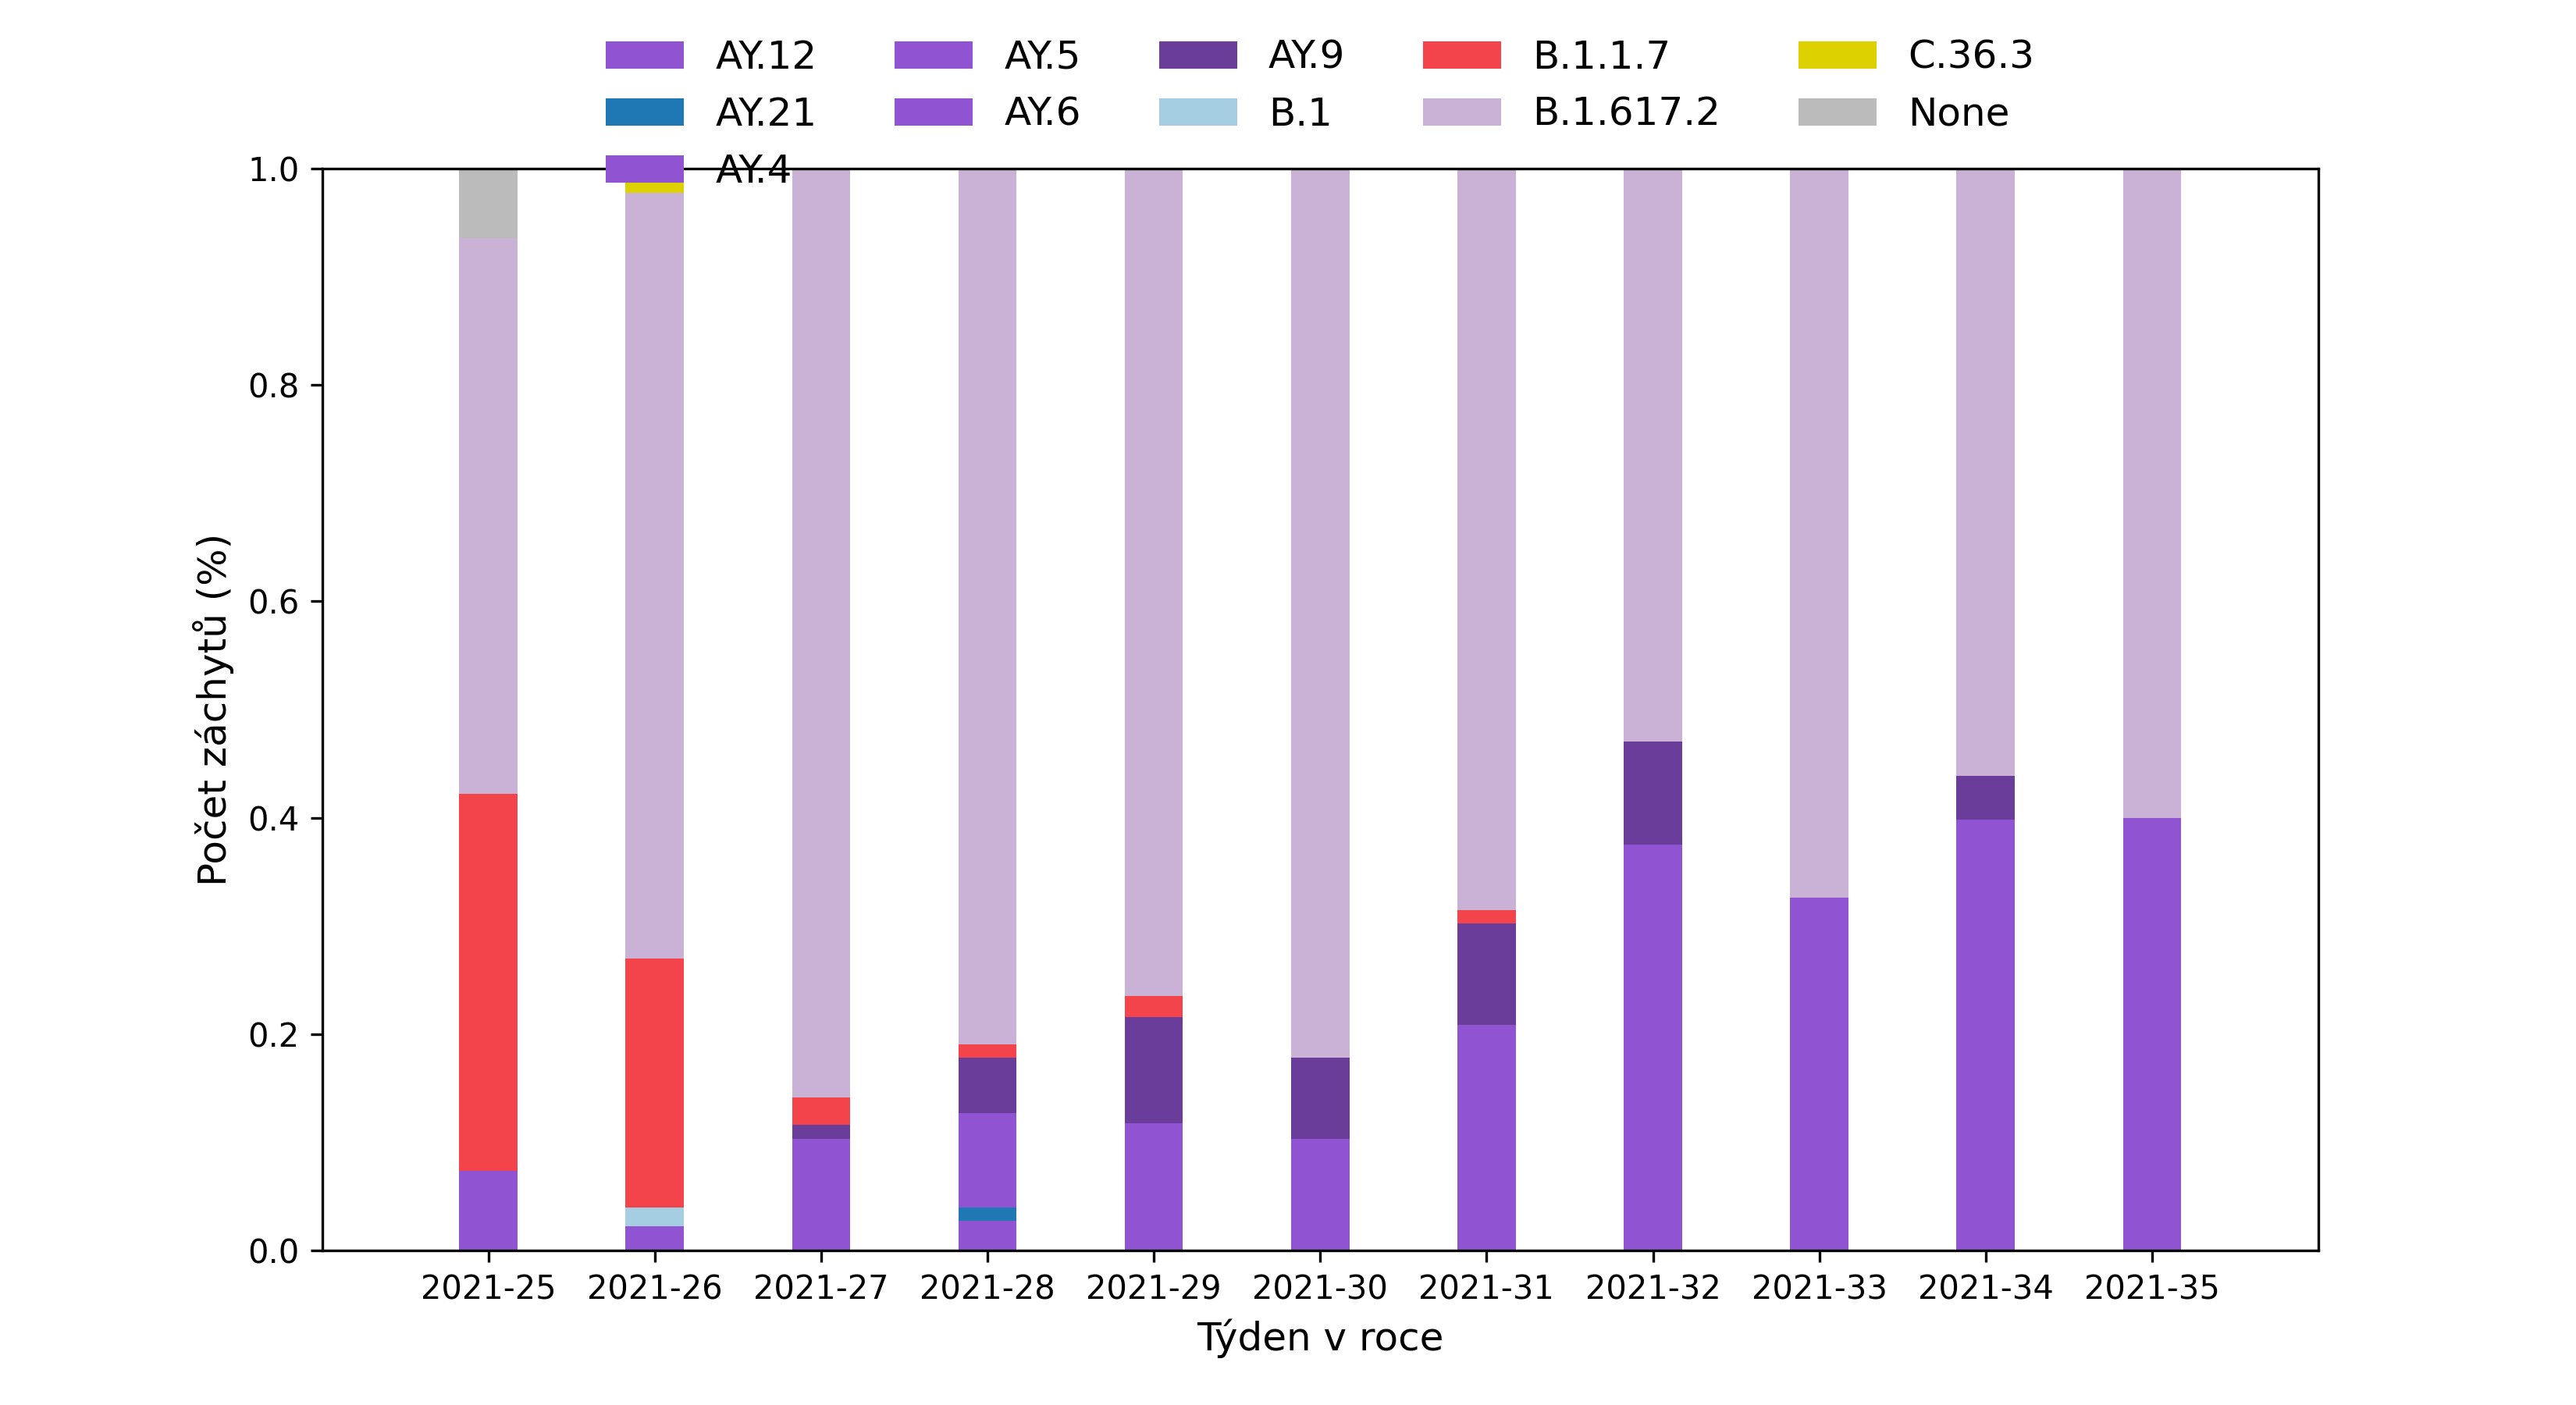 AY.12 AY.5 AY.9 B.1.1.7 C.36.3
AY.21 AY.6 B.1 B.1.617.2 None
AY.4
1.0
0.8
0.6
0.4
0.2
0.0
Počet záchytů (%)
2021-25 2021-26 2021-27 2021-28 2021-29 2021-30 2021-31 2021-32 2021-33 2021-34 2021-35
Týden v roce